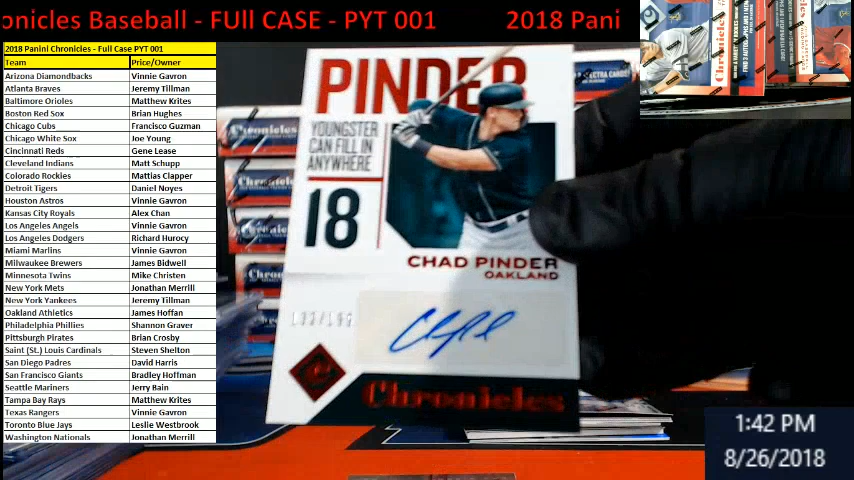 onicles Baseball - FUll CASE - PYT 001 2018 Pani
2018 Panini Chronicles - Full Case PYT 001
Team Price/Owner
Arizona Diamondbacks Vinnie Gavron
Atlanta Braves Jeremy Tillman
Baltimore Orioles Matthew Krites
Boston Red Sox Brian Hughes
Chicago Cubs Francisco Guzman
Chicago White Sox Joe Young
Cincinnati Reds Gene Lease
Cleveland Indians Matt Schupp
Colorado Rockies Mattias Clapper
Detroit Tigers Daniel Noyes
Houston Astros Vinnie Gavron
Kansas City Royals Alex Chan
Los Angeles Angels Vinnie Gavron
Los Angeles Dodgers Richard Hurocy
Miami Marlins Vinnie Gavron
Milwaukee Brewers James Bidwell
Minnesota Twins Mike Christen
New York Mets Jonathan Merrill
New York Yankees Jeremy Tillman
Oakland Athletics James Hoffan
Philadelphia Phillies Shannon Graver
Pittsburgh Pirates Brian Crosby
Saint (St.) Louis Cardinals Steven Shelton
San Diego Padres David Harris
San Francisco Giants Bradley Hoffman
Seattle Mariners Jerry Bain
Tampa Bay Rays Matthew Krites
Texas Rangers Vinnie Gavron
Toronto Blue Jays Leslie Westbrook
Washington Nationals Jonathan Merrill
PINDER
YOUNGSTER
CAN FILL IN
ANYWHERE
18
CHAD PINDER
OAKLAND
Chronicles
Chronicles
1:42 PM
8/26/2018